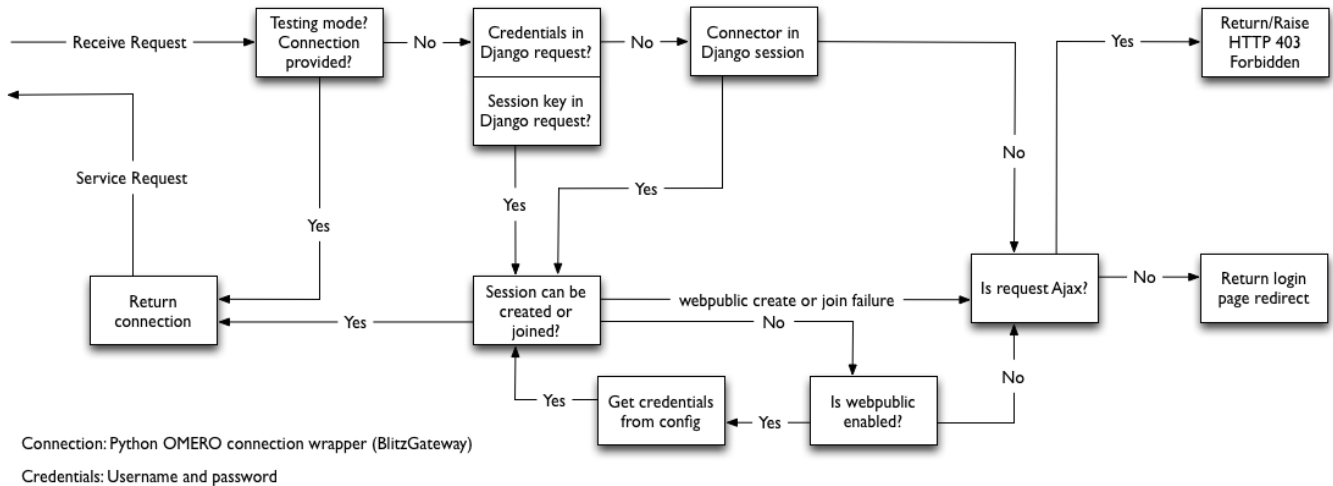 Receive Request
Testing mode?
Connection
provided?
No
Credentials in
Django request?
Session key in
Django request?
No
Connector in
Django session
Yes
Return/Raise
HTTP 403
Forbidden
Service Request
Yes
Yes
Yes
No
Return
connection
Yes
Session can be
created or
joined?
webpublic create or join failure
No
Is request Ajax?
No
Return login
page redirect
Yes
Get credentials
from config
Yes
Is webpublic
enabled?
No
Connection: Python OMERO connection wrapper (BlitzGateway)
Credentials: Username and password